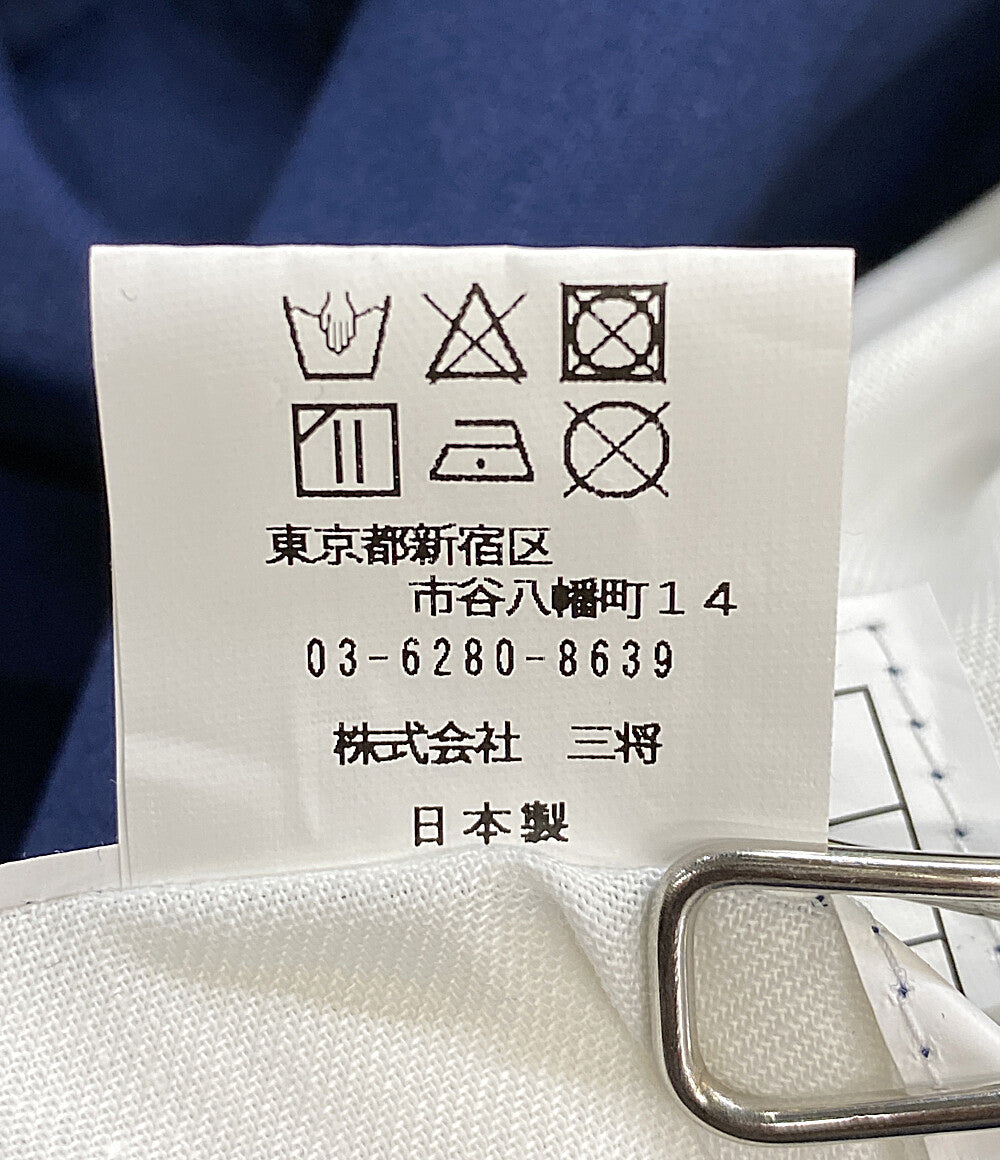 東京都新宿区
市谷八幡町１４
03-6280-8639
株式会社　三将
日本製